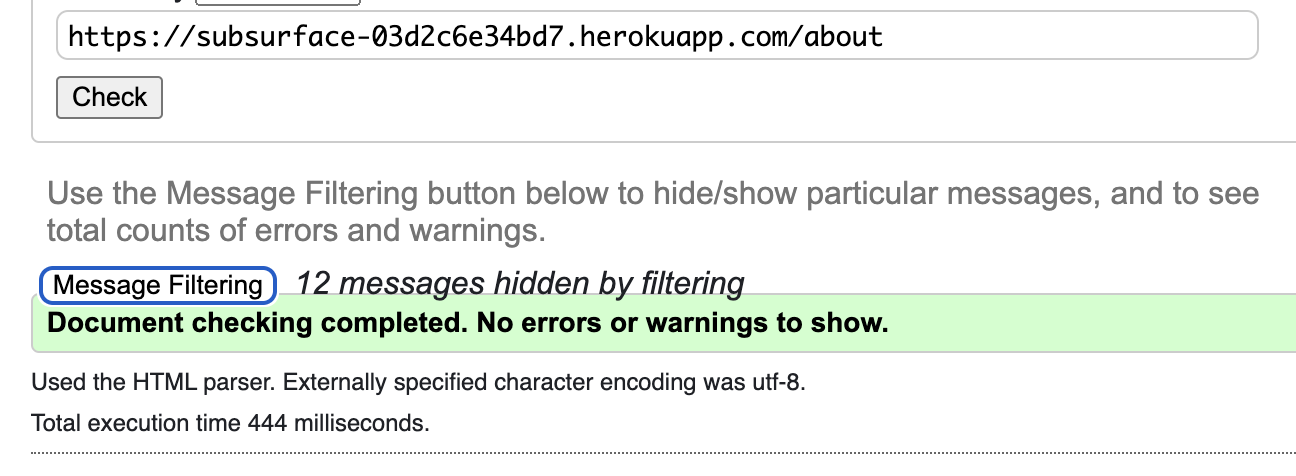 https://subsurface-03d2c6e34bd7.herokuapp.com/about
Check
Use the Message Filtering button below to hide/show particular messages, and to see
total counts of errors and warnings.
Message Filtering 12 messages hidden by filtering
Document checking completed. No errors or warnings to show.
Used the HTML parser. Externally specified character encoding was utf-8.
Total execution time 444 milliseconds.